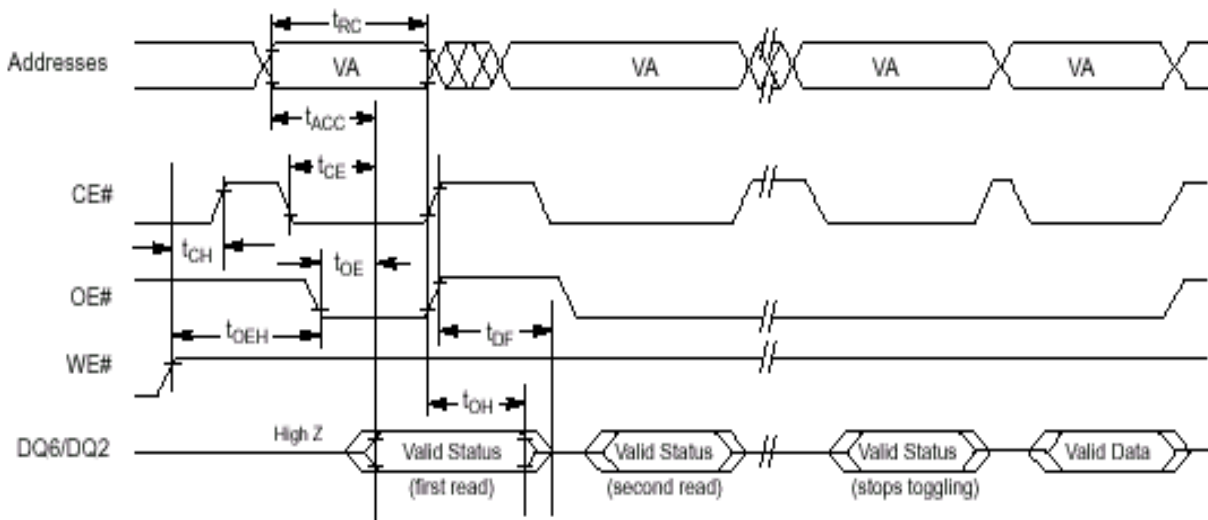 tRC
Addresses VA VA VA VA
tACC
tCE
CE#
tCH
tOE
OE#
tOEH
tDF
WE#
tOH
High Z
DQ6/DQ2 Valid Status Valid Status Valid Status Valid Data
(first read) (second read) (stops toggling)